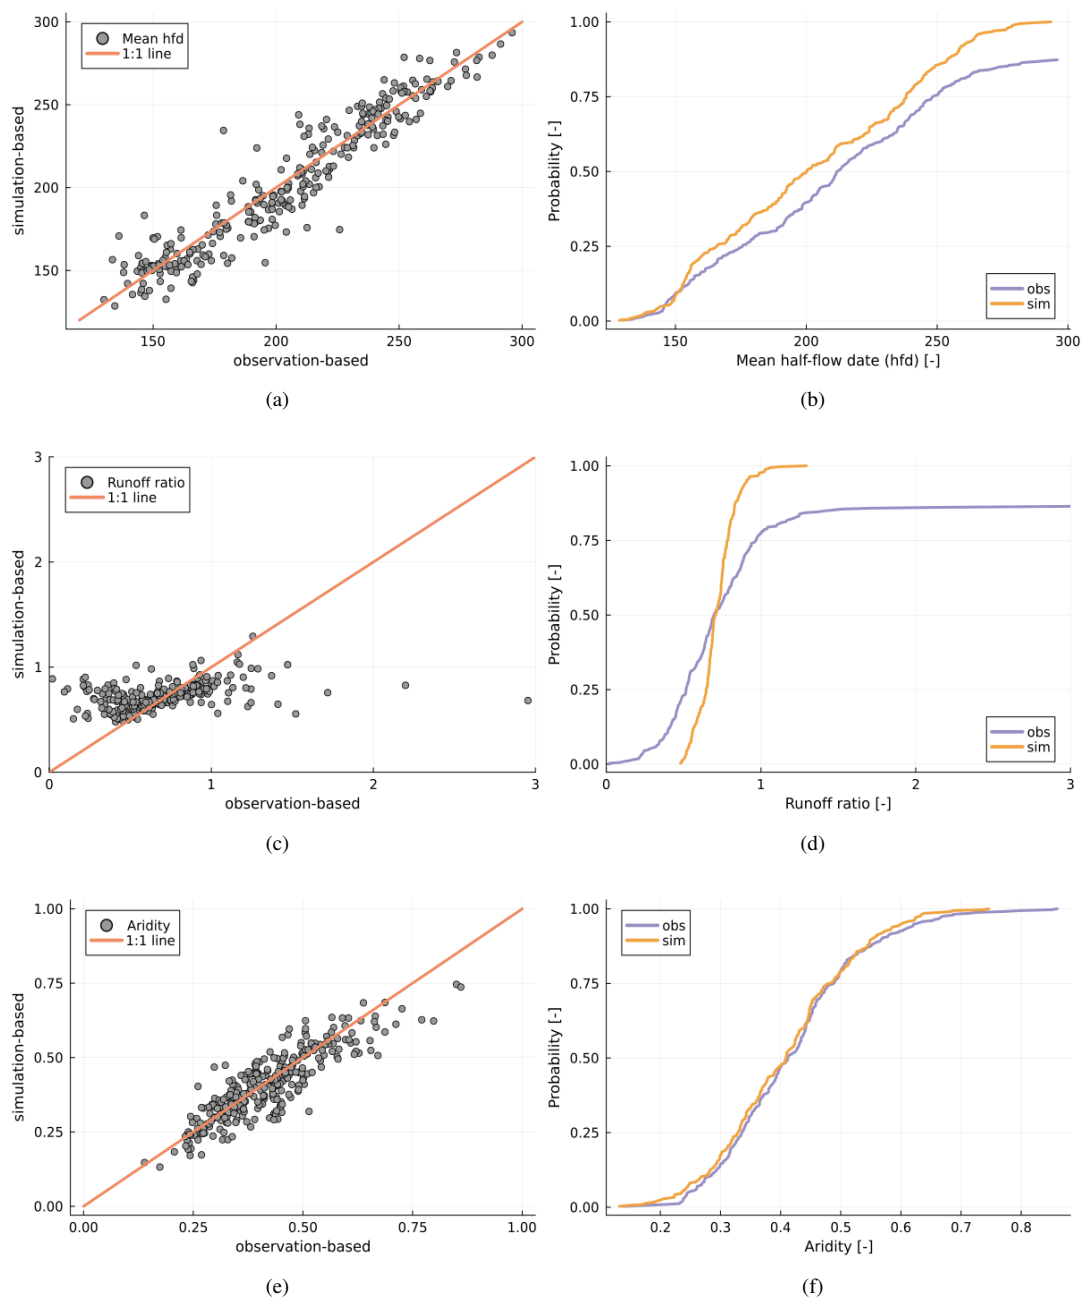 Mean hfd
1:1 line
300
250
200
150
150
200
250
300
simulation-based
observation-based
(a)
obs
sim
1.00
0.75
0.50
0.25
0.00
150
200
250
300
Probability [-]
Mean half-flow date (hfd) [-]
(b)
Runoff ratio
1:1 line
3
2
1
0
0
1
2
3
simulation-based
observation-based
(c)
obs
sim
1.00
0.75
0.50
0.25
0.00
0
1
2
3
Probability [-]
Runoff ratio [-]
(d)
Aridity
1:1 line
1.00
0.75
0.50
0.25
0.00
0.00
0.25
0.50
0.75
1.00
simulation-based
observation-based
(e)
obs
sim
1.00
0.75
0.50
0.25
0.00
0.2
0.3
0.4
0.5
0.6
0.7
0.8
Probability [-]
Aridity [-]
(f)